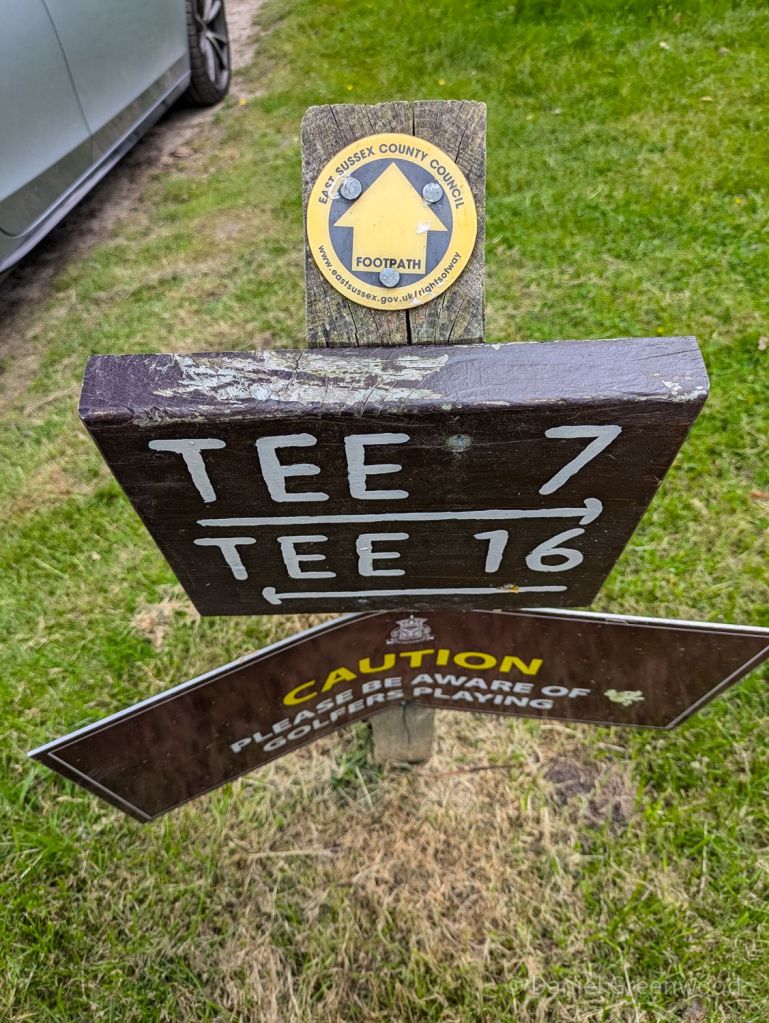 EAST SUSSEX COUNTY COUNCIL
FOOTPATH
www.eastsussex.gov.uk/rightsofway
TEE 7
TEE 16
CAUTION
PLEASE BE AWARE OF
GOLFERS PLAYING
© Daniel Greenwood